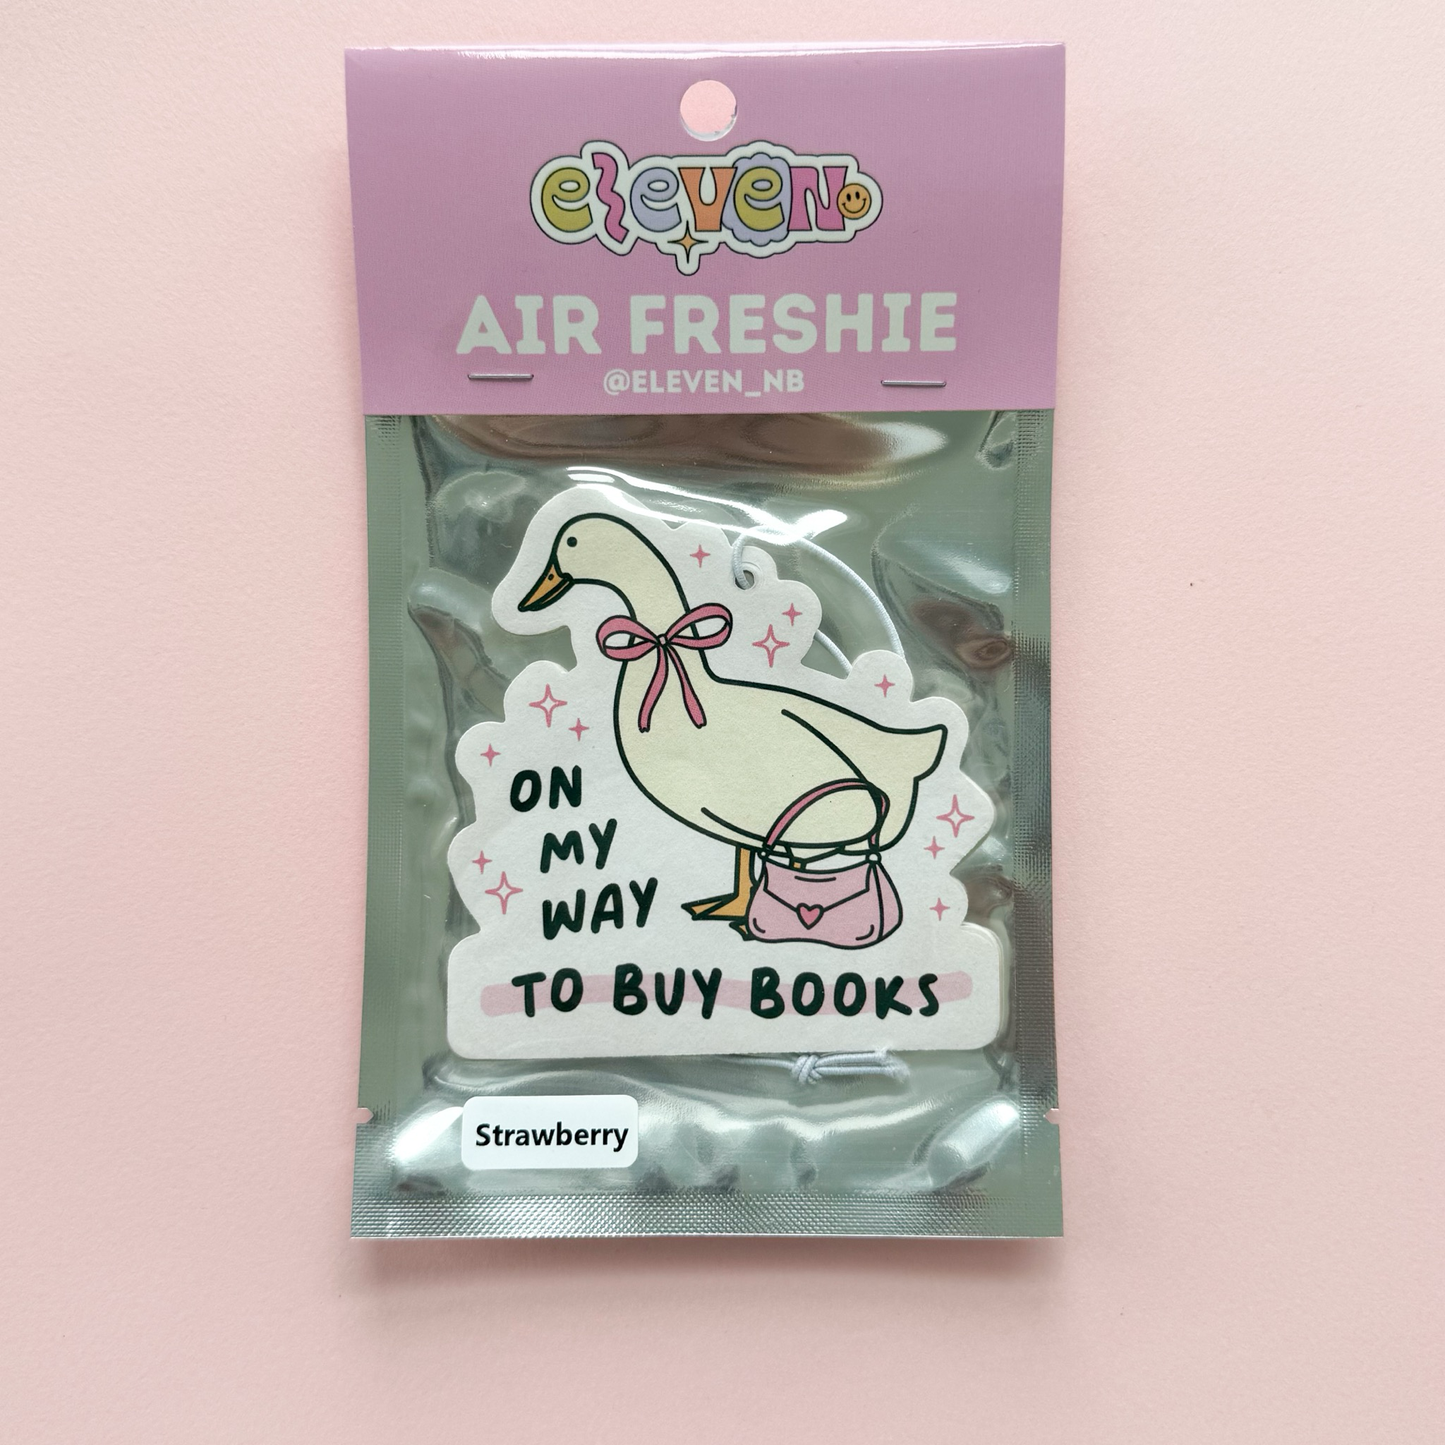 eleven
AIR FRESHIE
@ELEVEN_NB
ON
MY
WAY
TO BUY BOOKS
Strawberry